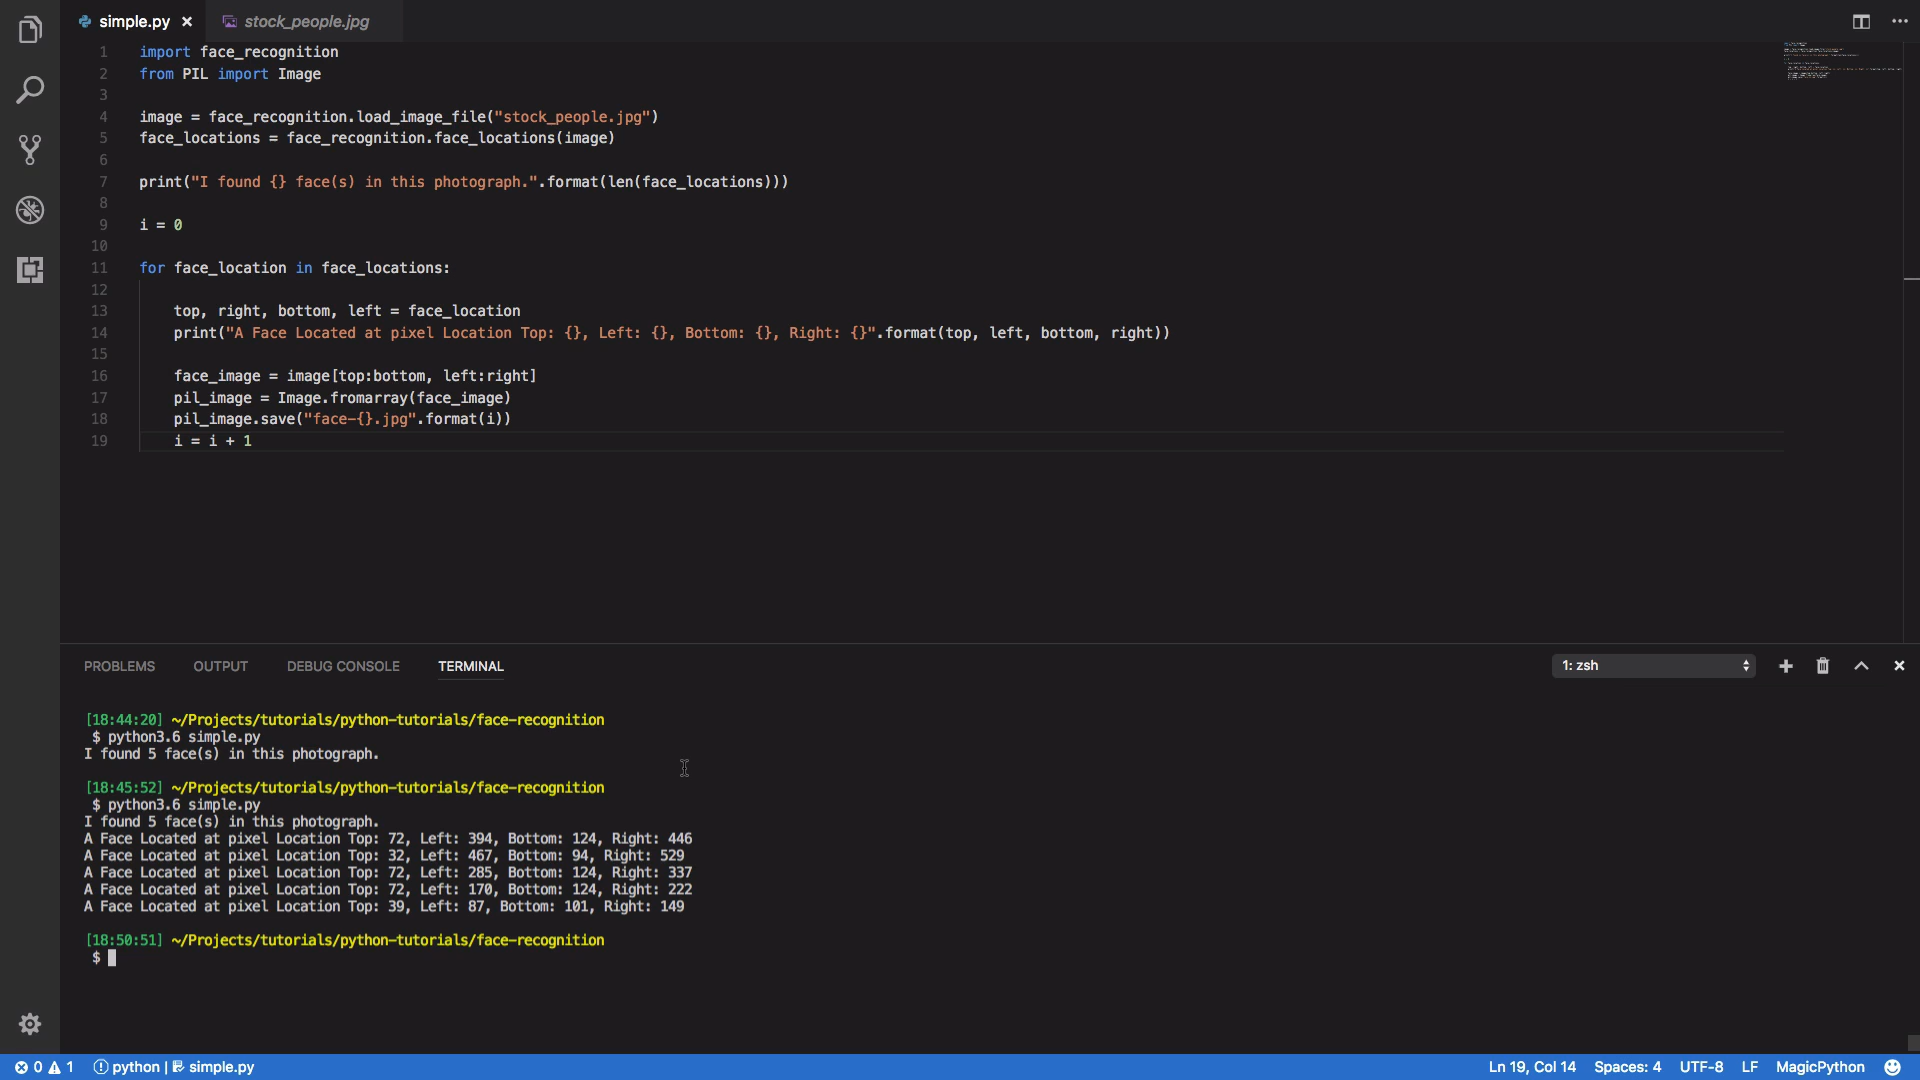 simple.py
stock_people.jpg
1 import face_recognition
2 from PIL import Image
3
4 image = face_recognition.load_image_file("stock_people.jpg")
5 face_locations = face_recognition.face_locations(image)
6
7 print("I found {} face(s) in this photograph.".format(len(face_locations)))
8
9 i = 0
10
11 for face_location in face_locations:
12
13 top, right, bottom, left = face_location
14 print("A Face Located at pixel Location Top: {}, Left: {}, Bottom: {}, Right: {}".format(top, left, bottom, right))
15
16 face_image = image[top:bottom, left:right]
17 pil_image = Image.fromarray(face_image)
18 pil_image.save("face-{}.jpg".format(i))
19 i = i + 1
PROBLEMS OUTPUT DEBUG CONSOLE TERMINAL 1: zsh
[18:44:20] ~/Projects/tutorials/python-tutorials/face-recognition
$ python3.6 simple.py
I found 5 face(s) in this photograph.
[18:45:52] ~/Projects/tutorials/python-tutorials/face-recognition
$ python3.6 simple.py
I found 5 face(s) in this photograph.
A Face Located at pixel Location Top: 72, Left: 394, Bottom: 124, Right: 446
A Face Located at pixel Location Top: 32, Left: 467, Bottom: 94, Right: 529
A Face Located at pixel Location Top: 72, Left: 285, Bottom: 124, Right: 337
A Face Located at pixel Location Top: 72, Left: 170, Bottom: 124, Right: 222
A Face Located at pixel Location Top: 39, Left: 87, Bottom: 101, Right: 149
[18:50:51] ~/Projects/tutorials/python-tutorials/face-recognition
$
0 1 python | simple.py Ln 19, Col 14 Spaces: 4 UTF-8 LF MagicPython